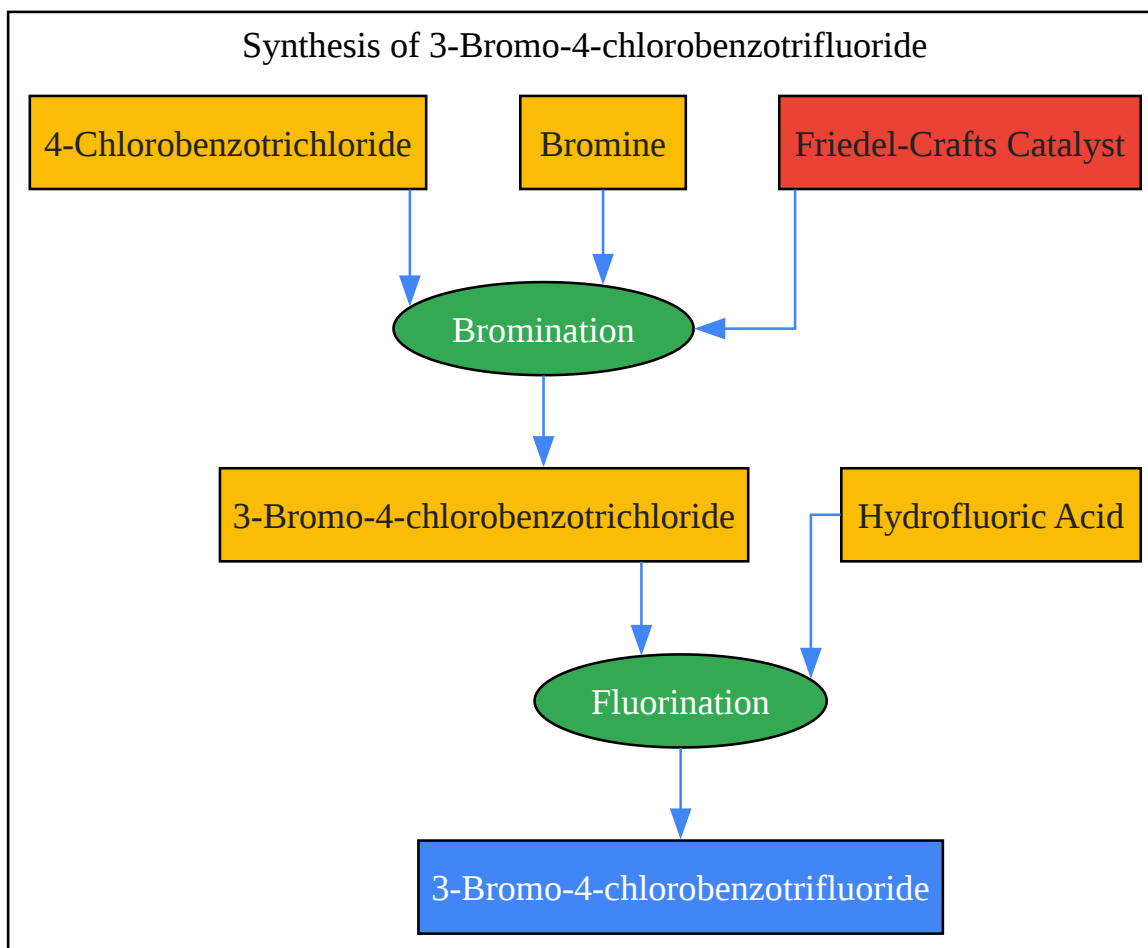 Synthesis of 3-Bromo-4-chlorobenzotrifluoride
4-Chlorobenzotrichloride
Bromine
Friedel-Crafts Catalyst
Bromination
3-Bromo-4-chlorobenzotrichloride
Hydrofluoric Acid
Fluorination
3-Bromo-4-chlorobenzotrifluoride